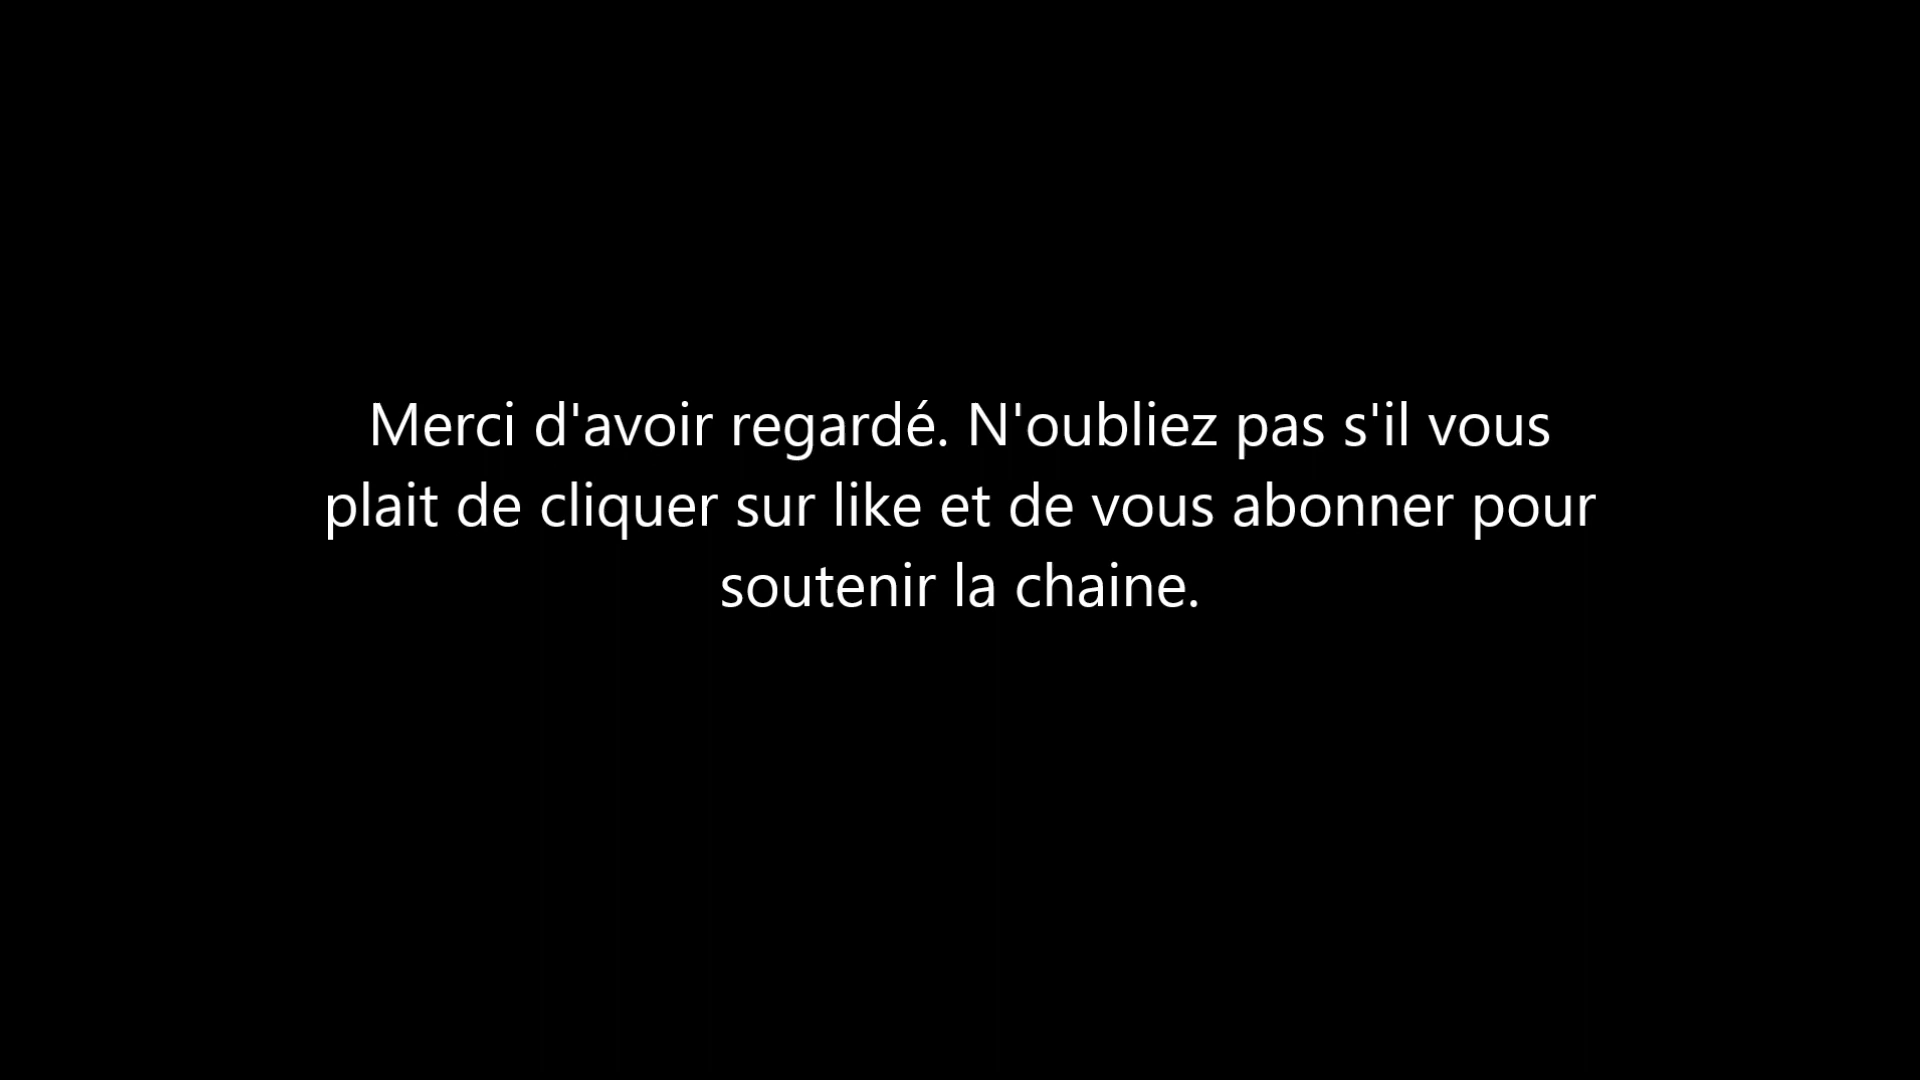 Merci d'avoir regardé. N'oubliez pas s'il vous
plait de cliquer sur like et de vous abonner pour
soutenir la chaine.